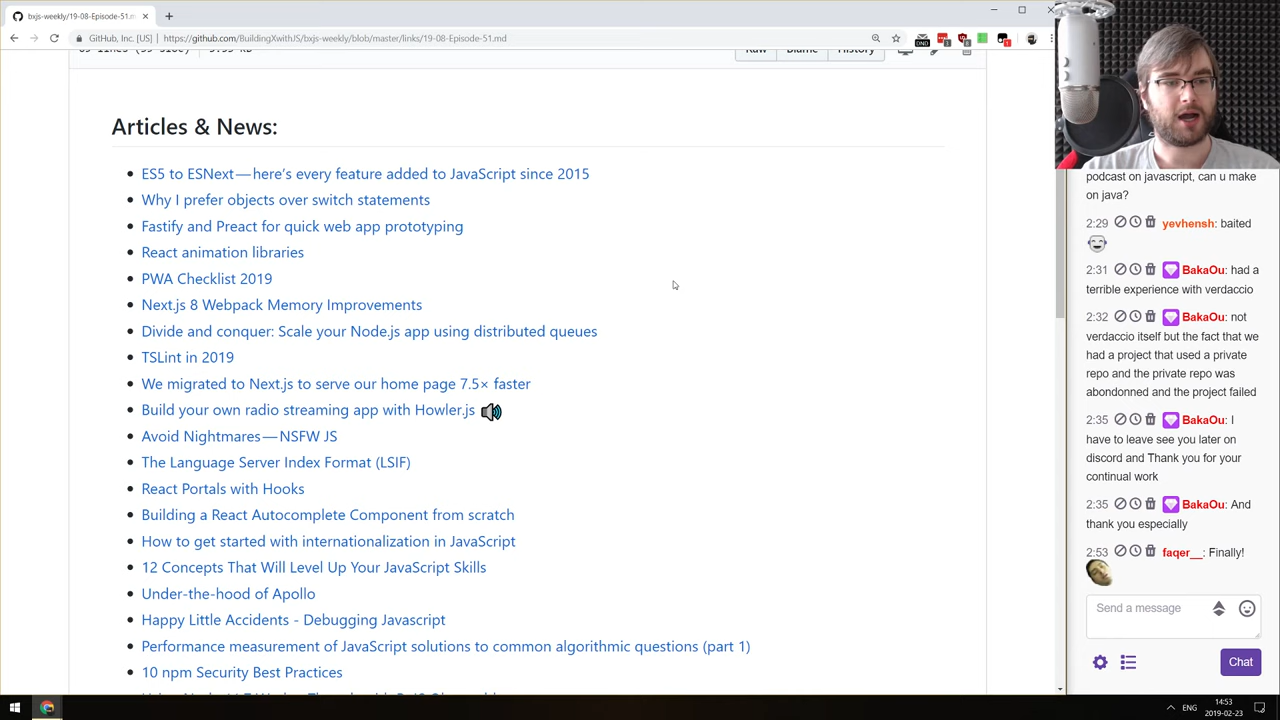 bxjs-weekly/19-08-Episode-51.m
GitHub, Inc. [US] | https://github.com/BuildingXwithJS/bxjs-weekly/blob/master/links/19-08-Episode-51.md
Raw Blame History
Articles & News:
ES5 to ESNext — here's every feature added to JavaScript since 2015
Why I prefer objects over switch statements
Fastify and Preact for quick web app prototyping
React animation libraries
PWA Checklist 2019
Next.js 8 Webpack Memory Improvements
Divide and conquer: Scale your Node.js app using distributed queues
TSLint in 2019
We migrated to Next.js to serve our home page 7.5× faster
Build your own radio streaming app with Howler.js
Avoid Nightmares — NSFW JS
The Language Server Index Format (LSIF)
React Portals with Hooks
Building a React Autocomplete Component from scratch
How to get started with internationalization in JavaScript
12 Concepts That Will Level Up Your JavaScript Skills
Under-the-hood of Apollo
Happy Little Accidents - Debugging Javascript
Performance measurement of JavaScript solutions to common algorithmic questions (part 1)
10 npm Security Best Practices
podcast on javascript, can u make
on java?
2:29 yevhensh: baited
2:31 BakaOu: had a
terrible experience with verdaccio
2:32 BakaOu: not
verdaccio itself but the fact that we
had a project that used a private
repo and the private repo was
abondonned and the project failed
2:35 BakaOu: I
have to leave see you later on
discord and Thank you for your
continual work
2:35 BakaOu: And
thank you especially
2:53 faqer__: Finally!
Send a message
Chat
ENG
14:53
2019-02-23